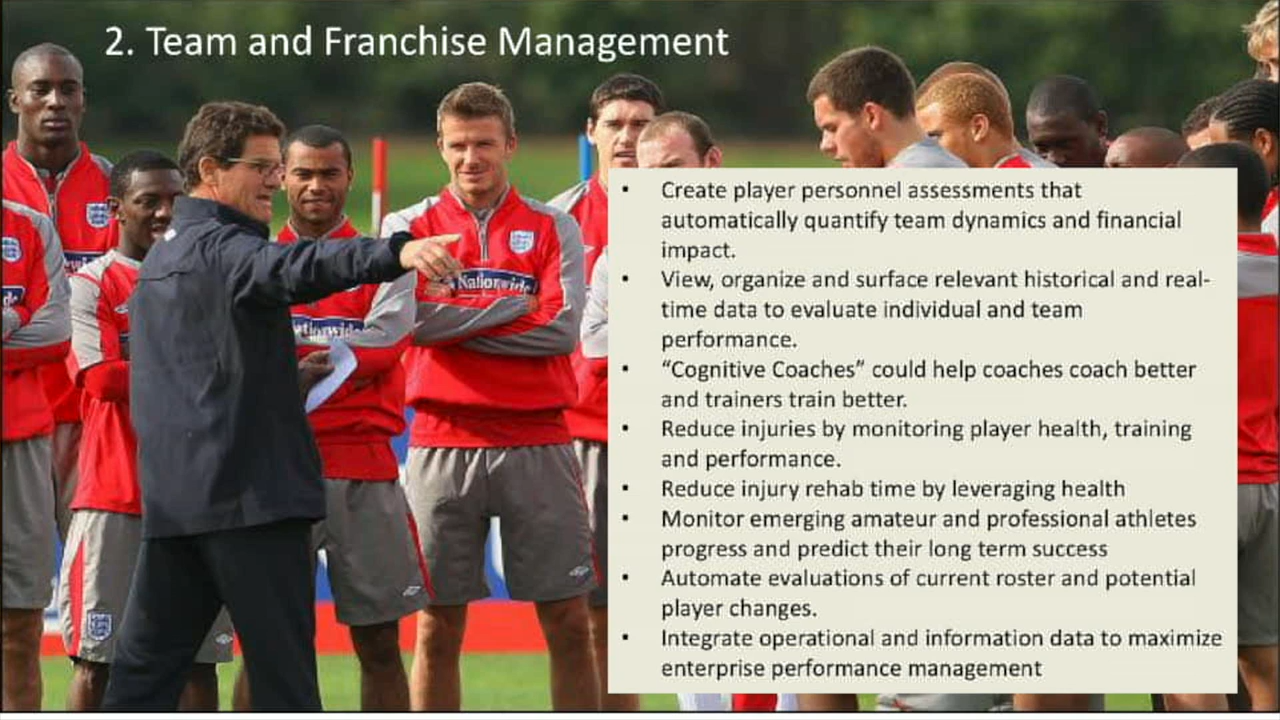 2. Team and Franchise Management
• Create player personnel assessments that
automatically quantify team dynamics and financial
impact.
• View, organize and surface relevant historical and real-
time data to evaluate individual and team
performance.
• “Cognitive Coaches” could help coaches coach better
and trainers train better.
• Reduce injuries by monitoring player health, training
and performance.
• Reduce injury rehab time by leveraging health
• Monitor emerging amateur and professional athletes
progress and predict their long term success
• Automate evaluations of current roster and potential
player changes.
• Integrate operational and information data to maximize
enterprise performance management
Nationwide